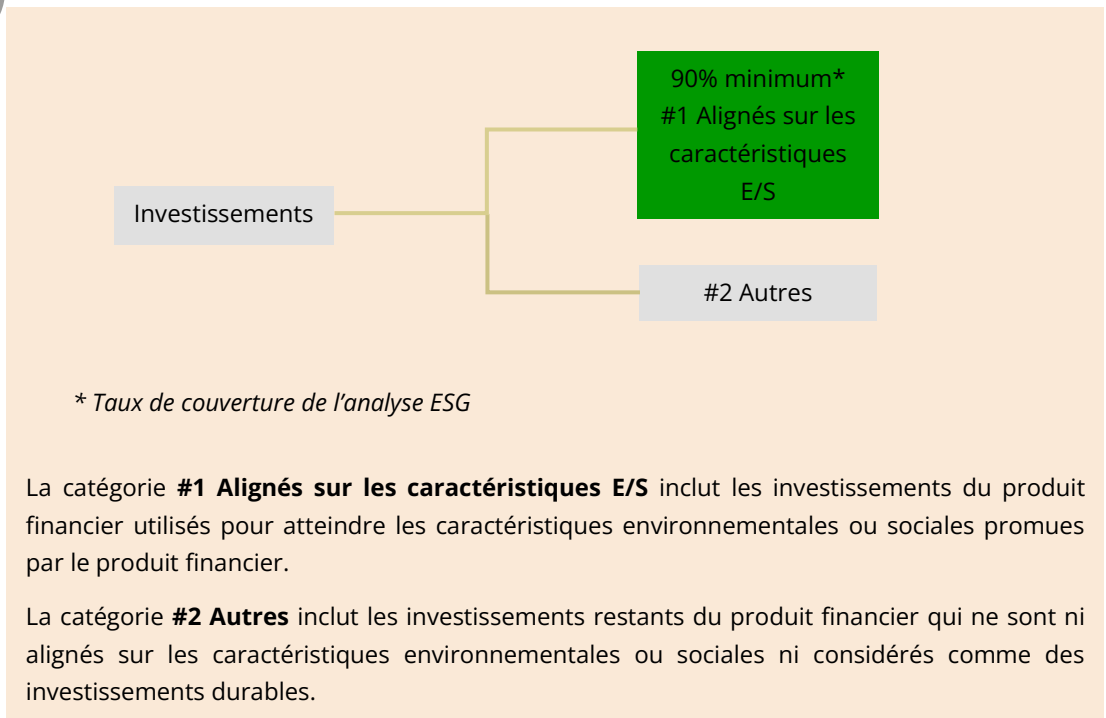 90% minimum*
#1 Alignés sur les
caractéristiques
E/S
Investissements
#2 Autres
* Taux de couverture de l’analyse ESG
La catégorie #1 Alignés sur les caractéristiques E/S inclut les investissements du produit
financier utilisés pour atteindre les caractéristiques environnementales ou sociales promues
par le produit financier.
La catégorie #2 Autres inclut les investissements restants du produit financier qui ne sont ni
alignés sur les caractéristiques environnementales ou sociales ni considérés comme des
investissements durables.